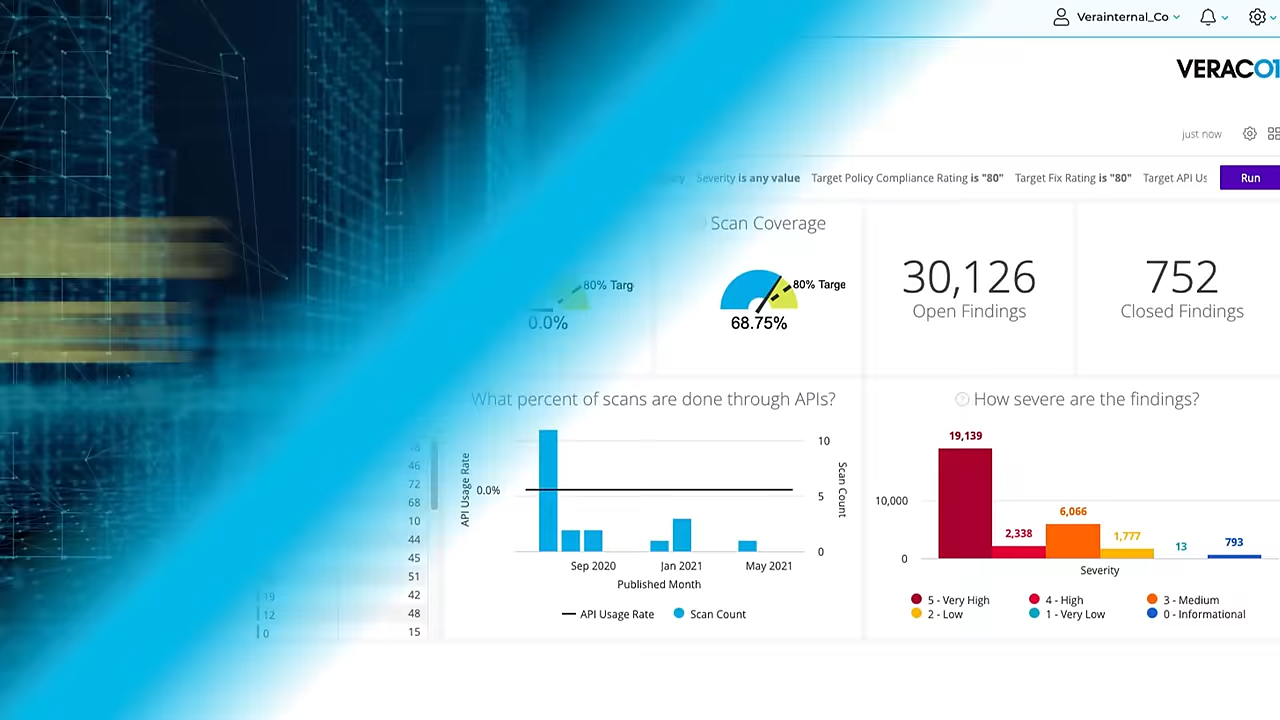 Verainternal_Co
VERACO
just now
Severity is any value Target Policy Compliance Rating is "80" Target Fix Rating is "80" Target API Us Run
Scan Coverage
80% Targ
0.0%
80% Targe
68.75%
30,126
Open Findings
752
Closed Findings
What percent of scans are done through APIs?
API Usage Rate
0.0%
10
5
0
Scan Count
Sep 2020 Jan 2021 May 2021
Published Month
API Usage Rate Scan Count
How severe are the findings?
19,139
10,000
6,066
2,338
1,777
13
793
0
Severity
5 - Very High 4 - High 3 - Medium
2 - Low 1 - Very Low 0 - Informational
46
72
68
10
44
45
51
19 42
12 48
0 15